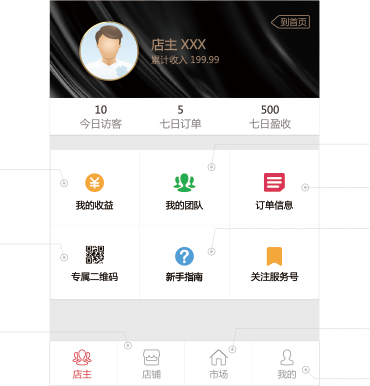 到首页
店主 XXX
累计收入 199.99
10 5 500
今日访客 七日订单 七日盈收
我的收益 我的团队 订单信息
专属二维码 新手指南 关注服务号
店主 店铺 市场 我的